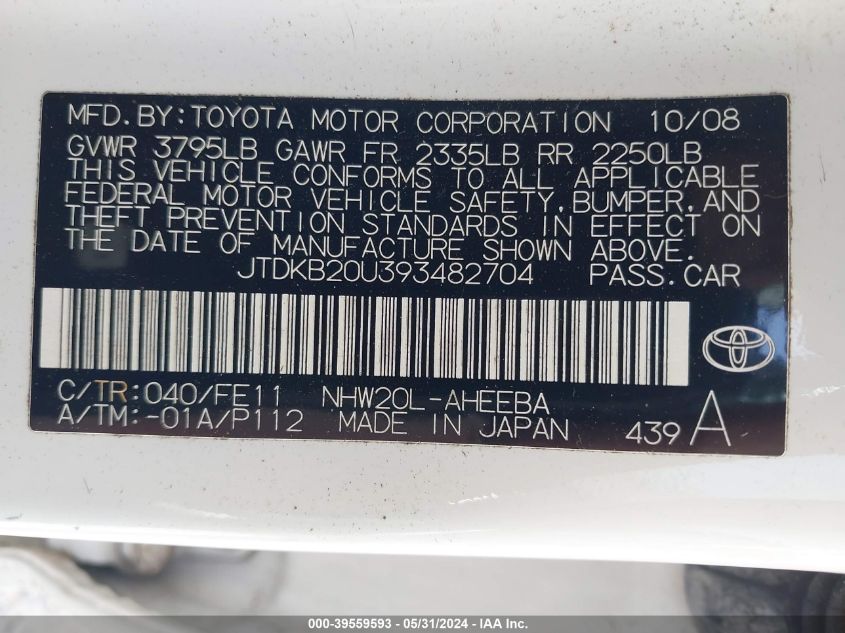 MFD.BY:TOYOTA MOTOR CORPORATION 10/08
GVWR 3795LB GAWR FR 2335LB RR 2250LB
THIS VEHICLE CONFORMS TO ALL APPLICABLE
FEDERAL MOTOR VEHICLE SAFETY,BUMPER,AND
THEFT PREVENTION STANDARDS IN EFFECT ON
THE DATE OF MANUFACTURE SHOWN ABOVE.
JTDKB20U393482704 PASS.CAR
C/TR:040/FE11 NHW20L-AHEEBA
A/TM:-01A/P112 MADE IN JAPAN 439 A
000-39559593 - 05/31/2024 - IAA Inc.